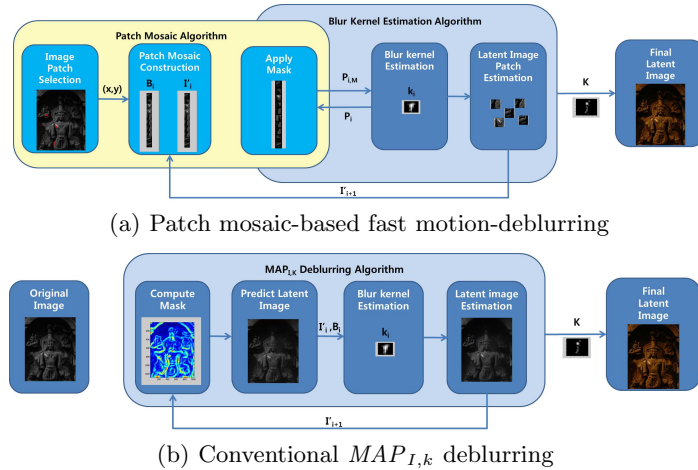 Blur Kernel Estimation Algorithm
Patch Mosaic Algorithm
Image
Patch
Selection
(x,y)
Patch Mosaic
Construction
Bi
I'i
Apply
Mask
Pi,M
Pi
Blur kernel
Estimation
ki
Latent Image
Patch
Estimation
K
Final
Latent
Image
I'i+1
(a) Patch mosaic-based fast motion-deblurring
MAPI,K Deblurring Algorithm
Original
Image
Compute
Mask
Predict Latent
Image
I'i ,Bi
Blur kernel
Estimation
ki
Latent image
Estimation
K
Final
Latent
Image
I'i+1
(b) Conventional MAPI,k deblurring